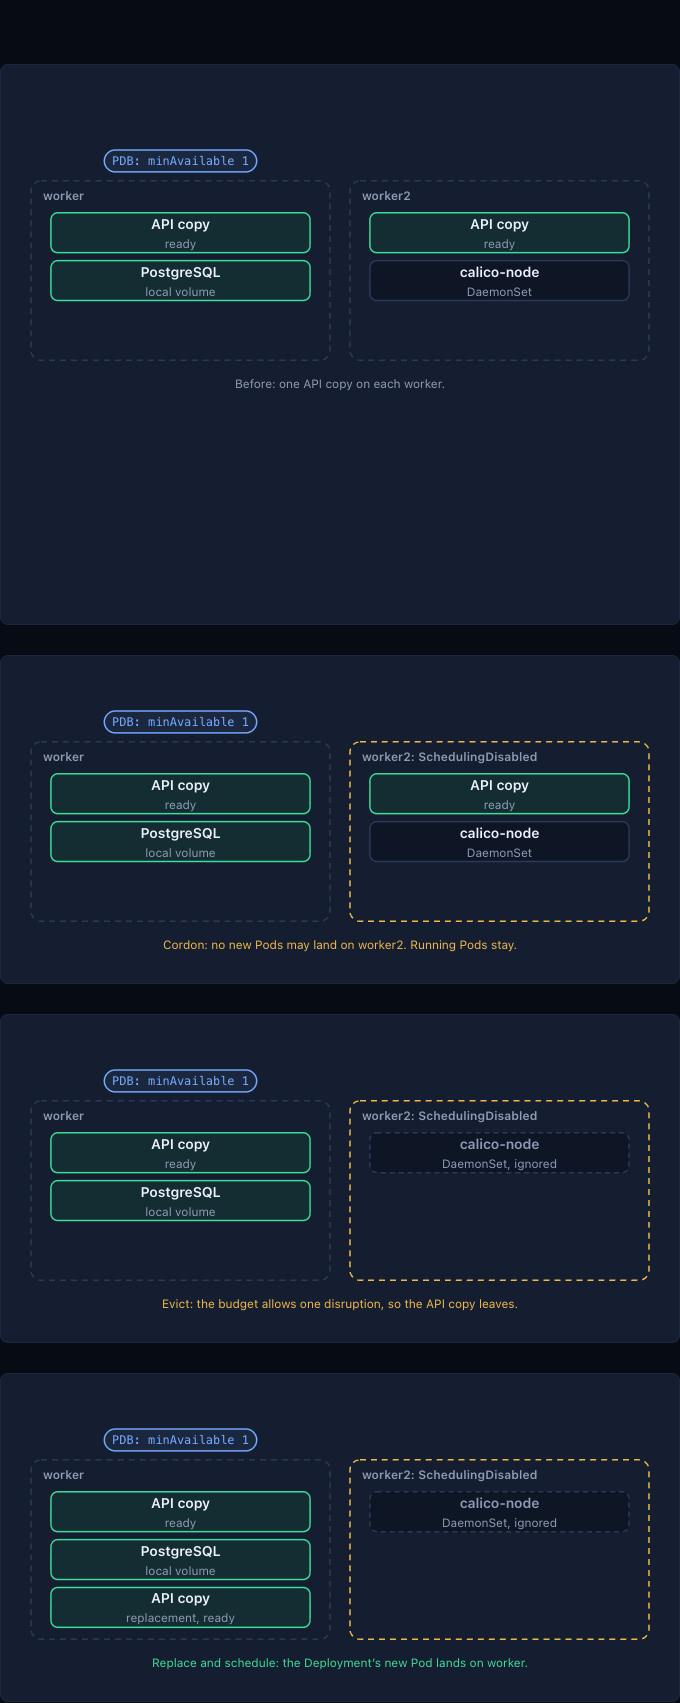 PDB: minAvailable 1
worker
worker2
API copy
ready
API copy
ready
PostgreSQL
local volume
calico-node
DaemonSet
Before: one API copy on each worker.
PDB: minAvailable 1
worker
worker2: SchedulingDisabled
API copy
ready
API copy
ready
PostgreSQL
local volume
calico-node
DaemonSet
Cordon: no new Pods may land on worker2. Running Pods stay.
PDB: minAvailable 1
worker
worker2: SchedulingDisabled
API copy
ready
calico-node
DaemonSet, ignored
PostgreSQL
local volume
Evict: the budget allows one disruption, so the API copy leaves.
PDB: minAvailable 1
worker
worker2: SchedulingDisabled
API copy
ready
calico-node
DaemonSet, ignored
PostgreSQL
local volume
API copy
replacement, ready
Replace and schedule: the Deployment's new Pod lands on worker.